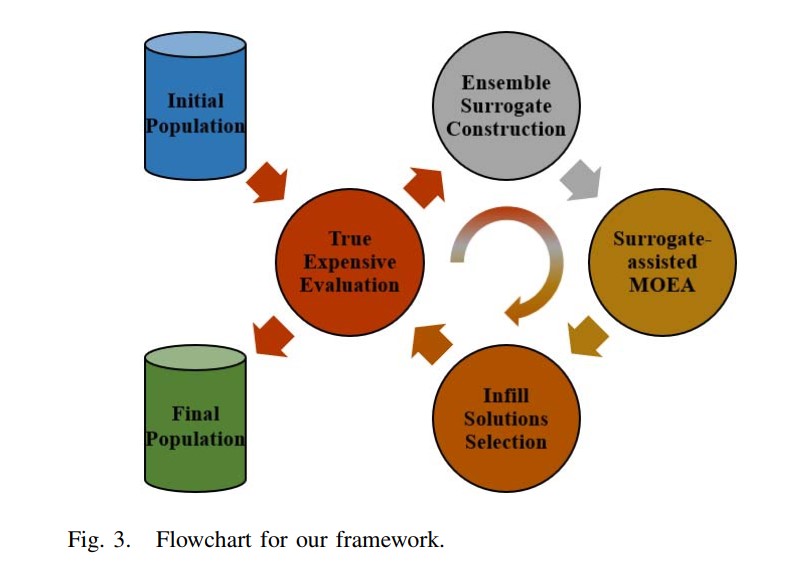 Initial
Population
Ensemble
Surrogate
Construction
True
Expensive
Evaluation
Surrogate-
assisted
MOEA
Final
Population
Infill
Solutions
Selection
Fig. 3. Flowchart for our framework.